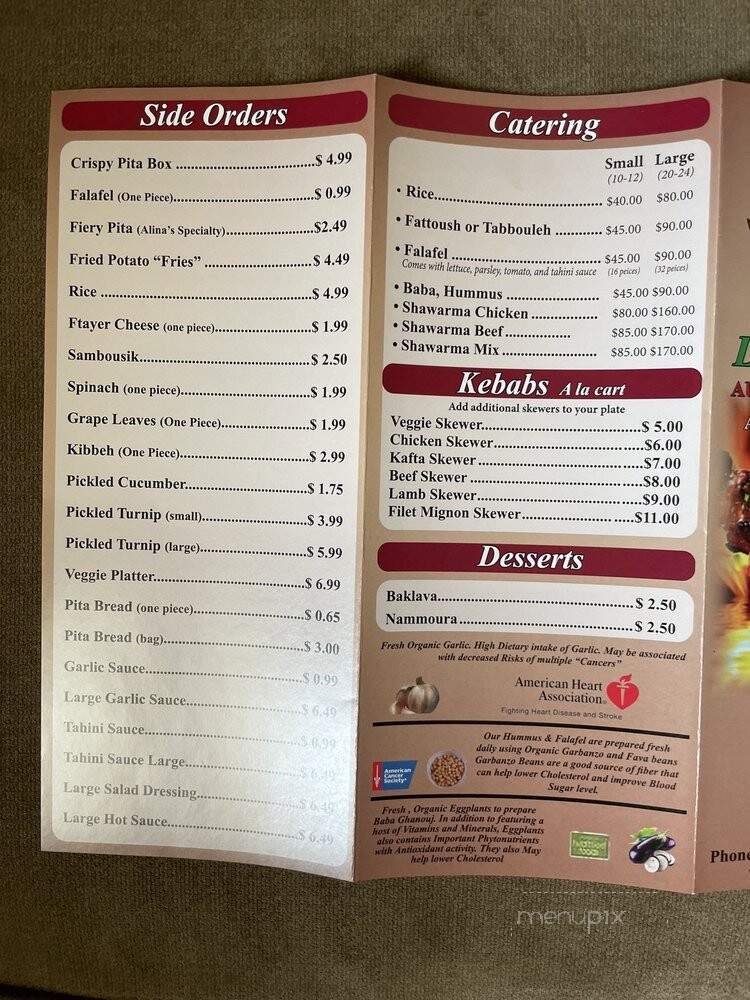 Side Orders
Crispy Pita Box ...................................$ 4.99
Falafel (One Piece)...................................$ 0.99
Fiery Pita (Alina's Specialty)......................$2.49
Fried Potato "Fries" ...........................$ 4.49
Rice .....................................................$ 4.99
Ftayer Cheese (one piece)........................$ 1.99
Sambousik...........................................$ 2.50
Spinach (one piece)................................$ 1.99
Grape Leaves (One Piece)......................$ 1.99
Kibbeh (One Piece)................................$ 2.99
Pickled Cucumber..............................$ 1.75
Pickled Turnip (small)..........................$ 3.99
Pickled Turnip (large)..........................$ 5.99
Veggie Platter.....................................$ 6.99
Pita Bread (one piece)...........................$ 0.65
Pita Bread (bag)...................................$ 3.00
Garlic Sauce.......................................$ 0.99
Large Garlic Sauce.............................$ 6.49
Tahini Sauce.......................................$ 0.99
Tahini Sauce Large.............................$ 6.49
Large Salad Dressing..........................$ 6.49
Large Hot Sauce.................................$ 6.49
Catering
Small Large
(10-12) (20-24)
• Rice.......................................... $40.00 $80.00
• Fattoush or Tabbouleh ......... $45.00 $90.00
• Falafel ..................................... $45.00 $90.00
Comes with lettuce, parsley, tomato, and tahini sauce (16 peices) (32 peices)
• Baba, Hummus ....................... $45.00 $90.00
• Shawarma Chicken ................. $80.00 $160.00
• Shawarma Beef................. $85.00 $170.00
• Shawarma Mix ........................ $85.00 $170.00
Kebabs A la cart
Add additional skewers to your plate
Veggie Skewer.......................................$ 5.00
Chicken Skewer.....................................$6.00
Kafta Skewer ........................................$7.00
Beef Skewer .........................................$8.00
Lamb Skewer........................................$9.00
Filet Mignon Skewer............................$11.00
Desserts
Baklava.................................................$ 2.50
Nammoura............................................$ 2.50
Fresh Organic Garlic. High Dietary intake of Garlic. May be associated
with decreased Risks of multiple "Cancers"
American Heart
Association®
Fighting Heart Disease and Stroke
American
Cancer
Society®
Our Hummus & Falafel are prepared fresh
daily using Organic Garbanzo and Fava beans
Garbanzo Beans are a good source of fiber that
can help lower Cholesterol and improve Blood
Sugar level.
Fresh , Organic Eggplants to prepare
Baba Ghanouj. In addition to featuring a
host of Vitamins and Minerals, Eggplants
also contains Important Phytonutrients
with Antioxidant activity. They also May
help lower Cholesterol
Phone
menupix